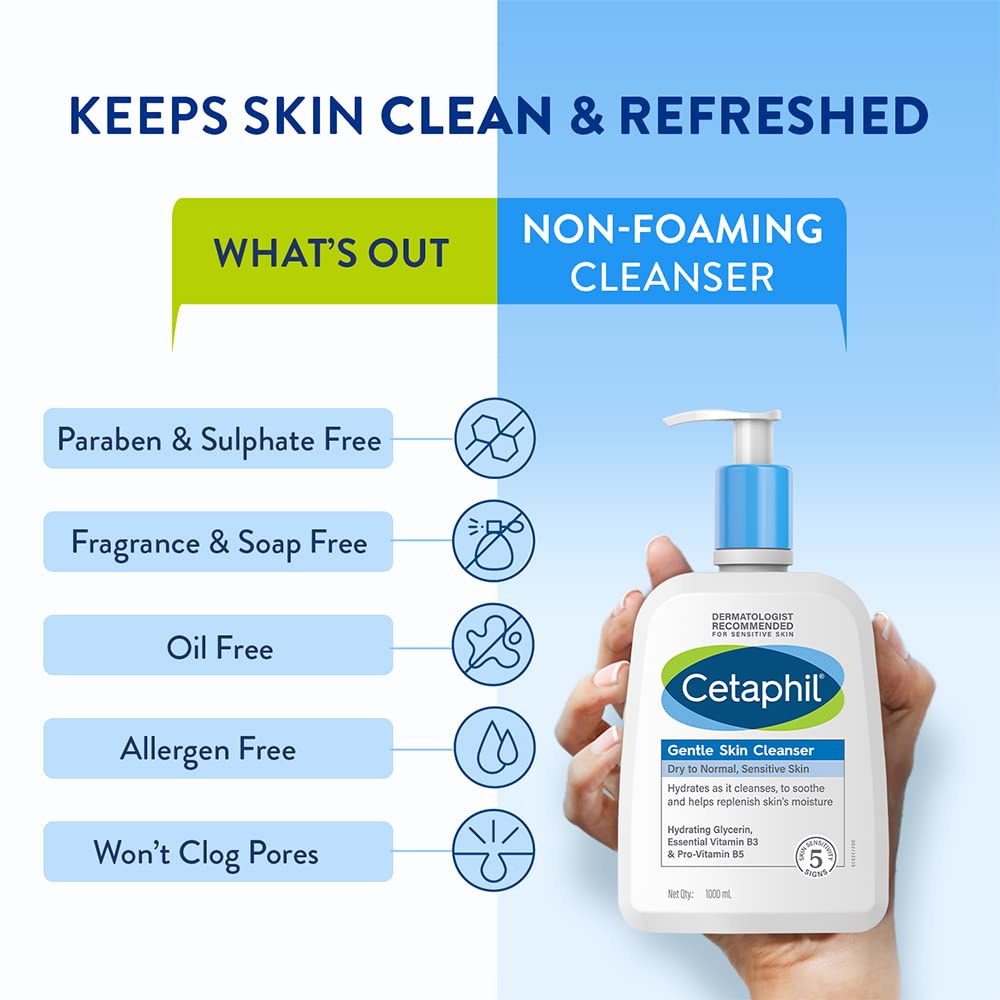 KEEPS SKIN CLEAN & REFRESHED
WHAT'S OUT
NON-FOAMING
CLEANSER
Paraben & Sulphate Free
Fragrance & Soap Free
Oil Free
Allergen Free
Won't Clog Pores
DERMATOLOGIST
RECOMMENDED
FOR SENSITIVE SKIN
Cetaphil®
Gentle Skin Cleanser
Dry to Normal, Sensitive Skin
Hydrates as it cleanses, to soothe
and helps replenish skin's moisture
Hydrating Glycerin,
Essential Vitamin B3
& Pro-Vitamin B5
SKIN SENSITIVITY
5
SIGNS
Net Qty.: 1000 mL